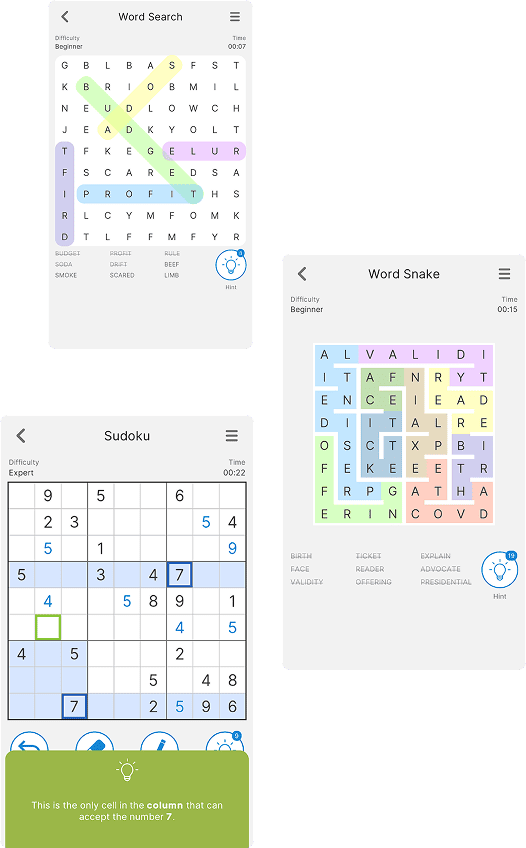 Word Search
Difficulty
Beginner
Time
00:07
G B L B A S F S T
K B R I O B M I L
N E U D L O W C H
J E A D K Y O L T
T F K E G E L U R
F S C A R E D S A
I P R O F I T H S
R L C Y M F O M K
D T L F F M F Y R
BUDGET PROFIT RULE
SODA DRIFT BEEF
SMOKE SCARED LIMB
9
Hint
Word Snake
Difficulty
Beginner
Time
00:15
A L V A L I D I
I T A F N R Y T
E N C E I E A D
D I I T A L R E
O S C T X P B I
F E K E E E I R
F R P G A T H A
E R I N C O V D
BIRTH TICKET EXPLAIN
FACE READER ADVOCATE
VALIDITY OFFERING PRESIDENTIAL
19
Hint
Sudoku
Difficulty
Expert
Time
00:22
9 5 6
2 3 5 4
5 1 9
5 3 4 7
4 5 8 9 1
4 5
4 5 2
5 4 8
7 2 5 9 6
9
This is the only cell in the column that can
accept the number 7.